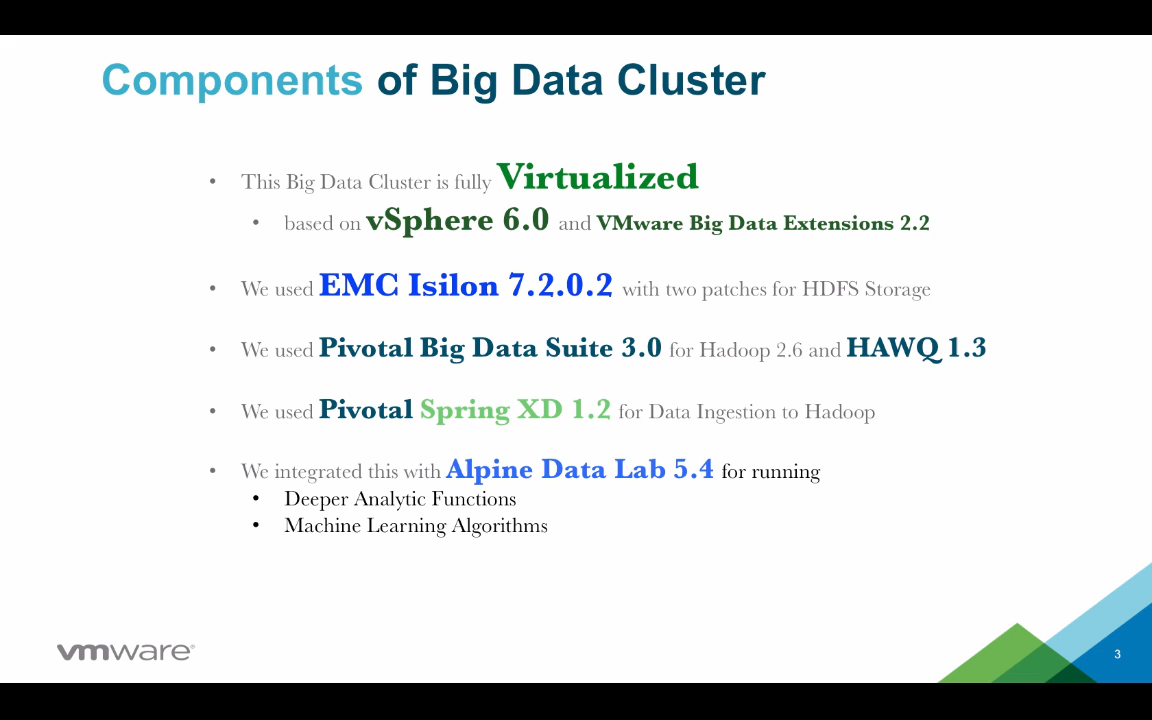 Components of Big Data Cluster
• This Big Data Cluster is fully Virtualized
• based on vSphere 6.0 and VMware Big Data Extensions 2.2
• We used EMC Isilon 7.2.0.2 with two patches for HDFS Storage
• We used Pivotal Big Data Suite 3.0 for Hadoop 2.6 and HAWQ 1.3
• We used Pivotal Spring XD 1.2 for Data Ingestion to Hadoop
• We integrated this with Alpine Data Lab 5.4 for running
• Deeper Analytic Functions
• Machine Learning Algorithms
vmware®
3